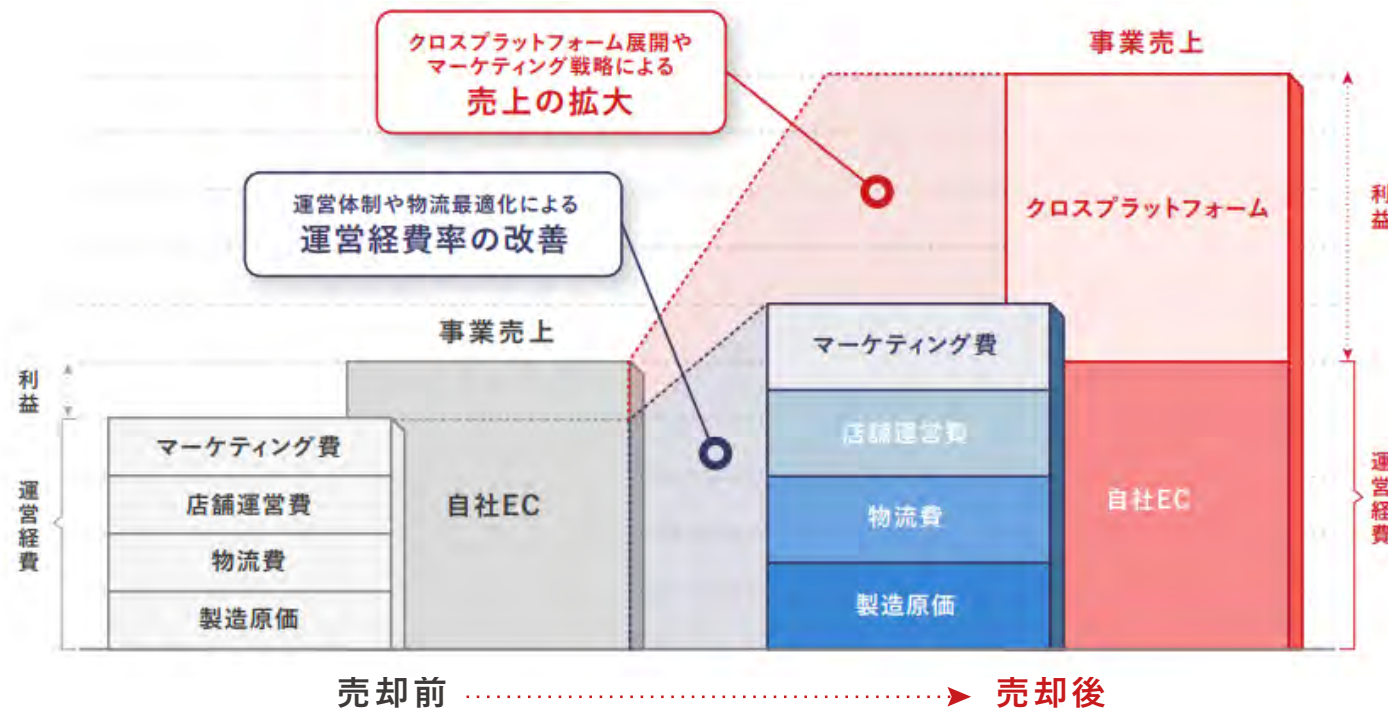 クロスプラットフォーム展開や
マーケティング戦略による
売上の拡大
事業売上
運営体制や物流最適化による
運営経費率の改善
クロスプラットフォーム
利益
事業売上
マーケティング費
利益
マーケティング費
店舗運営費
運営経費
店舗運営費
自社EC
物流費
自社EC
運営経費
物流費
製造原価
製造原価
売却前
売却後